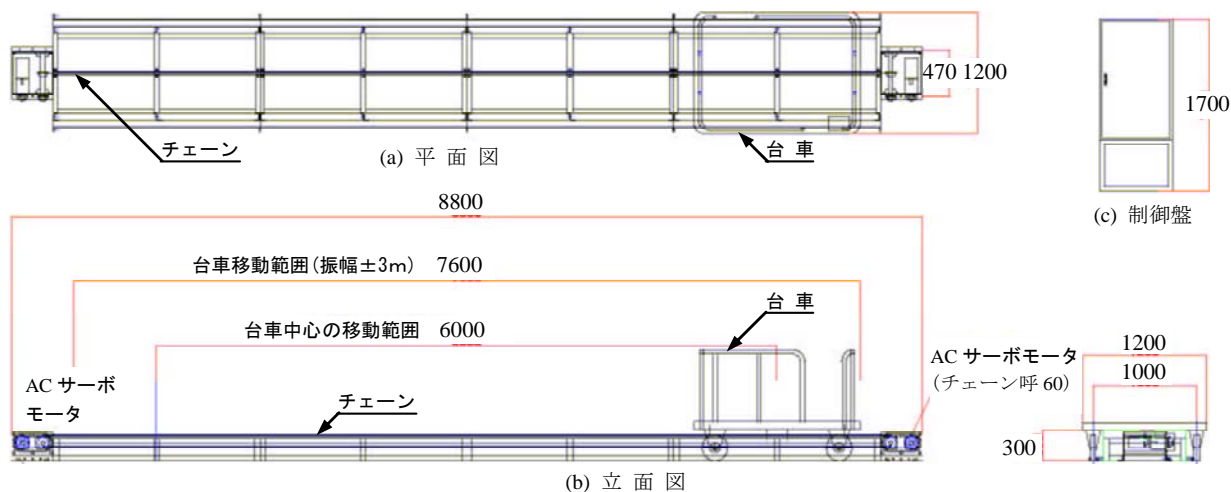 470
1200
チェーン
台 車
(a) 平 面 図
1700
(c) 制御盤
8800
台車移動範囲(振幅±3m) 7600
台車中心の移動範囲 6000
台 車
AC サーボ
モータ
チェーン
AC サーボモータ
(チェーン呼 60)
1200
1000
300
(b) 立 面 図